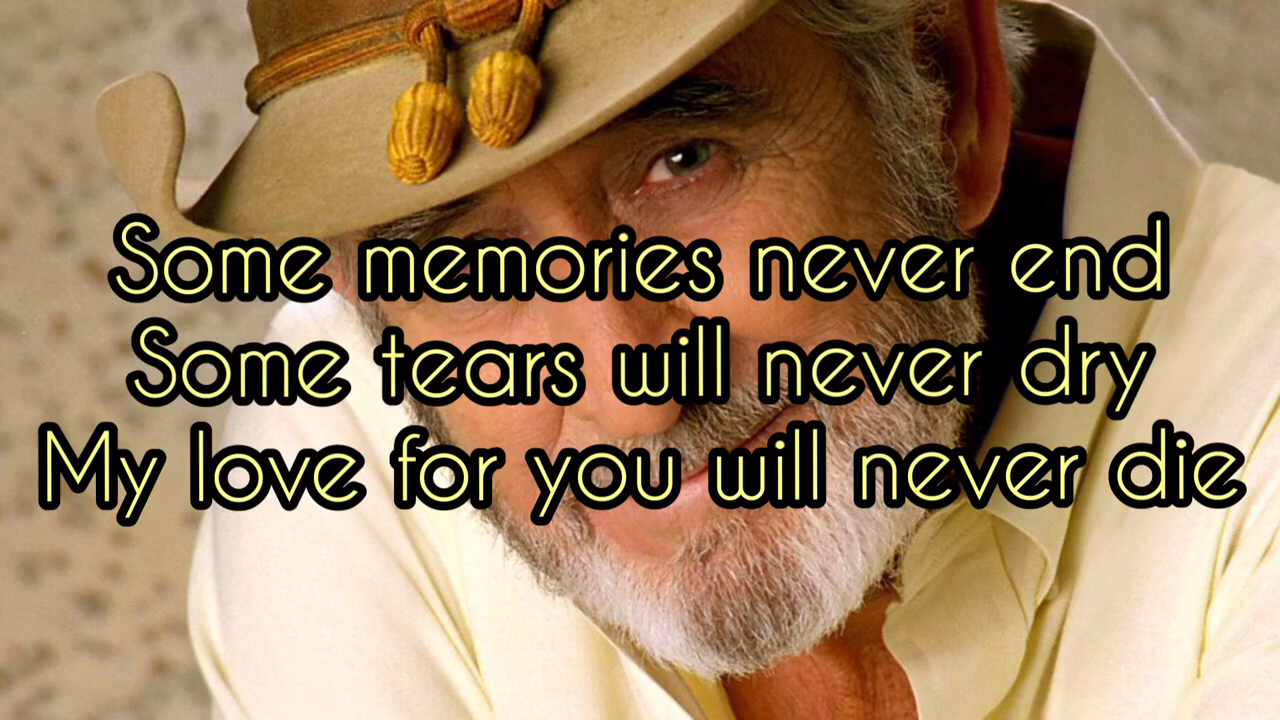 Some memories never end
Some tears will never dry
My love for you will never die